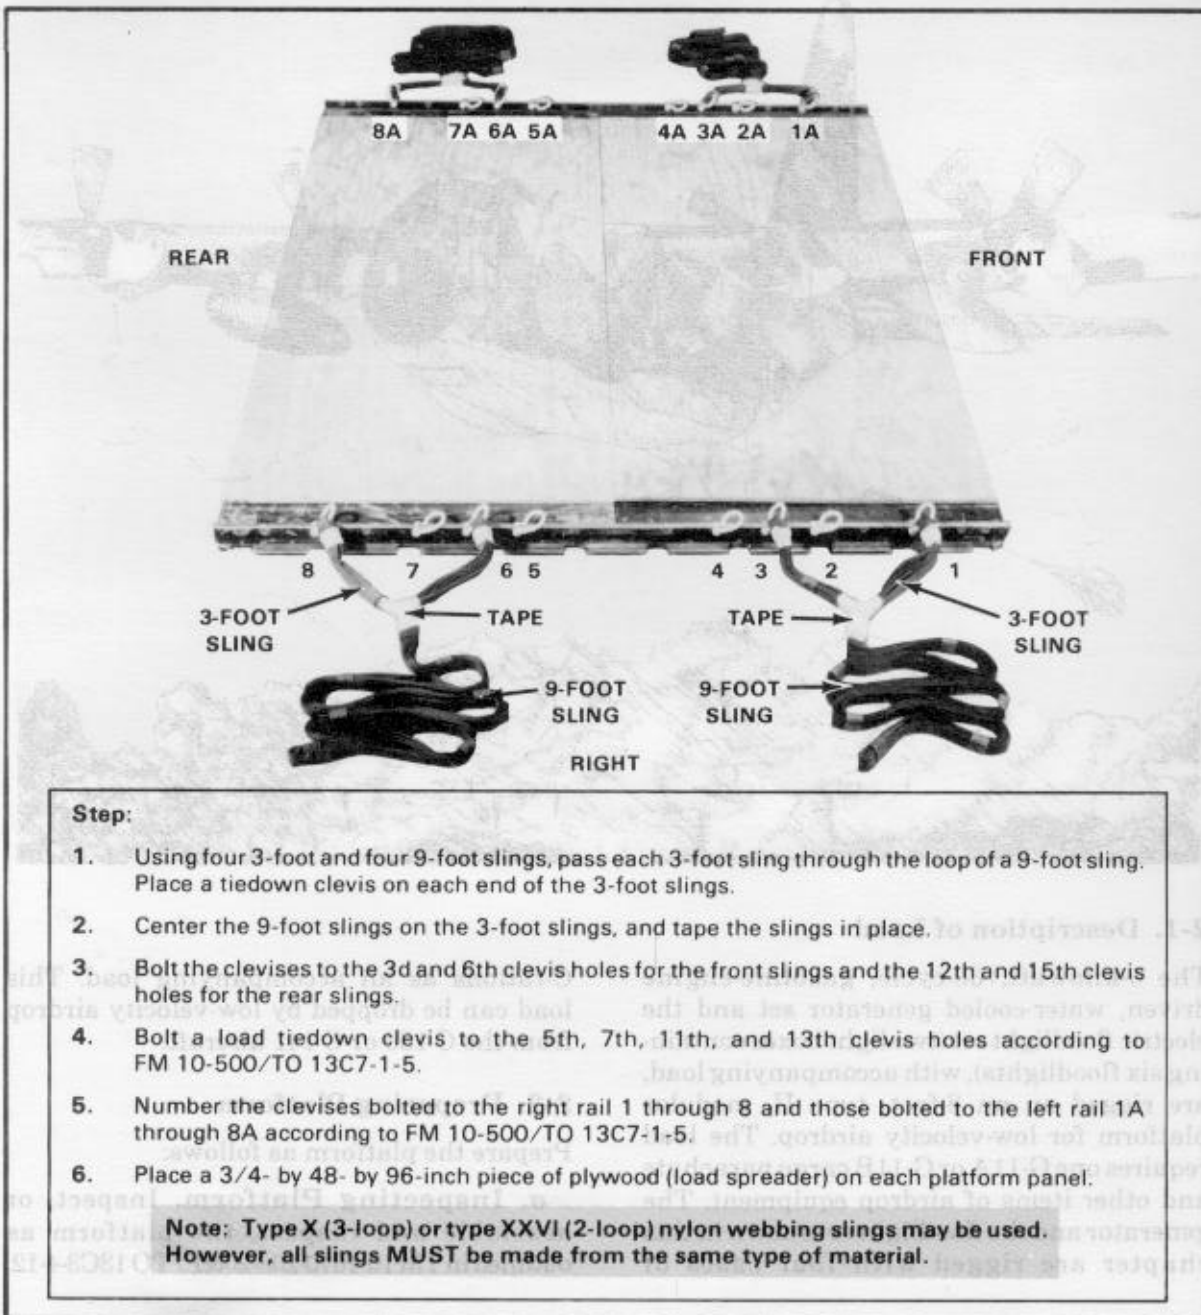 8A 7A 6A 5A 4A 3A 2A 1A
REAR FRONT
8 7 6 5 4 3 2 1
3-FOOT
SLING
TAPE
TAPE
3-FOOT
SLING
9-FOOT
SLING
9-FOOT
SLING
RIGHT
Step:
1. Using four 3-foot and four 9-foot slings, pass each 3-foot sling through the loop of a 9-foot sling.
Place a tiedown clevis on each end of the 3-foot slings.
2. Center the 9-foot slings on the 3-foot slings, and tape the slings in place.
3. Bolt the clevises to the 3d and 6th clevis holes for the front slings and the 12th and 15th clevis
holes for the rear slings.
4. Bolt a load tiedown clevis to the 5th, 7th, 11th, and 13th clevis holes according to
FM 10-500/TO 13C7-1-5.
5. Number the clevises bolted to the right rail 1 through 8 and those bolted to the left rail 1A
through 8A according to FM 10-500/TO 13C7-1-5.
6. Place a 3/4- by 48- by 96-inch piece of plywood (load spreader) on each platform panel.
Note: Type X (3-loop) or type XXVI (2-loop) nylon webbing slings may be used.
However, all slings MUST be made from the same type of material.